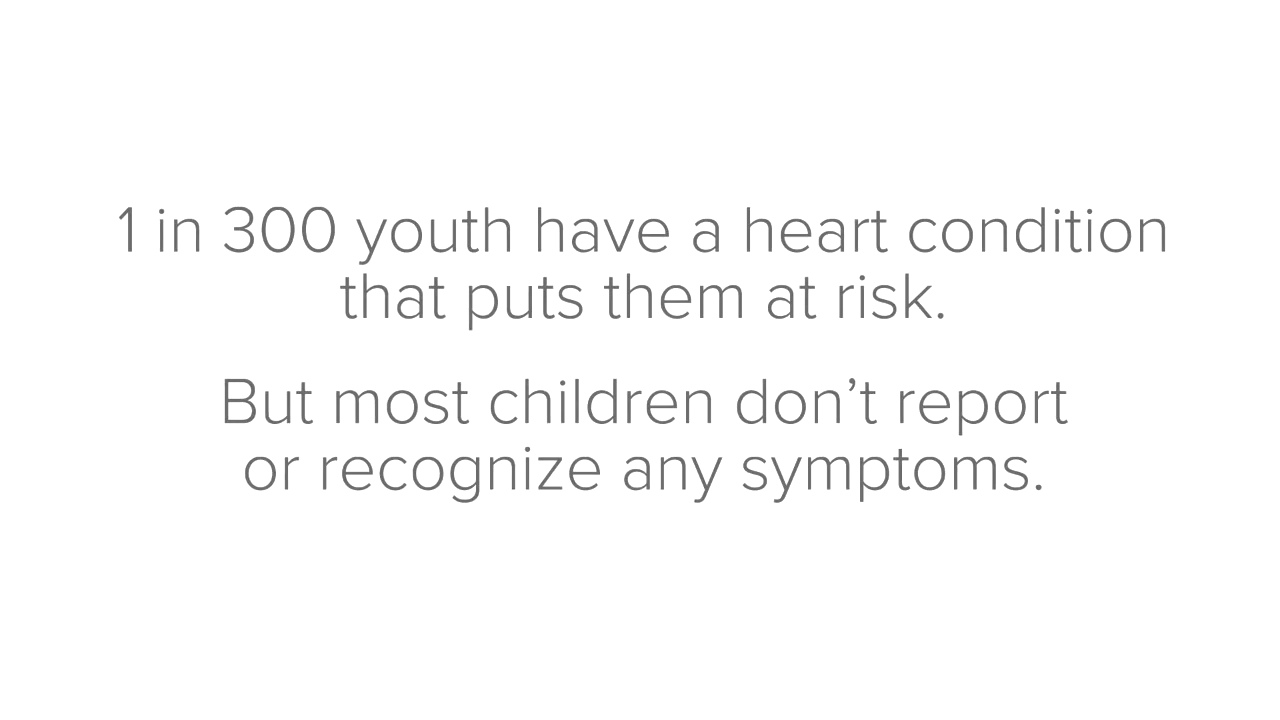 1 in 300 youth have a heart condition
that puts them at risk.
But most children don’t report
or recognize any symptoms.